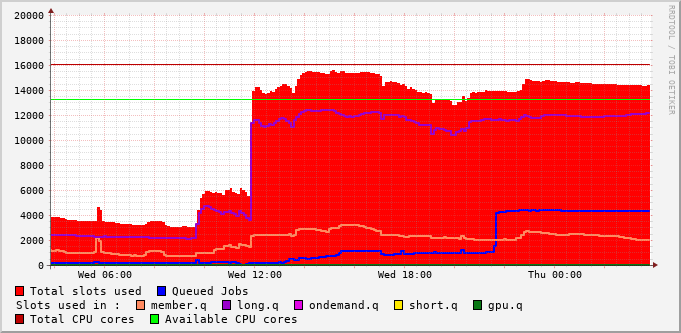 20000
18000
16000
14000
12000
10000
8000
6000
4000
2000
0
Wed 06:00 Wed 12:00 Wed 18:00 Thu 00:00
RRDTOOL / TOBI OETIKER
Total slots used Queued Jobs
Slots used in : member.q long.q ondemand.q short.q gpu.q
Total CPU cores Available CPU cores